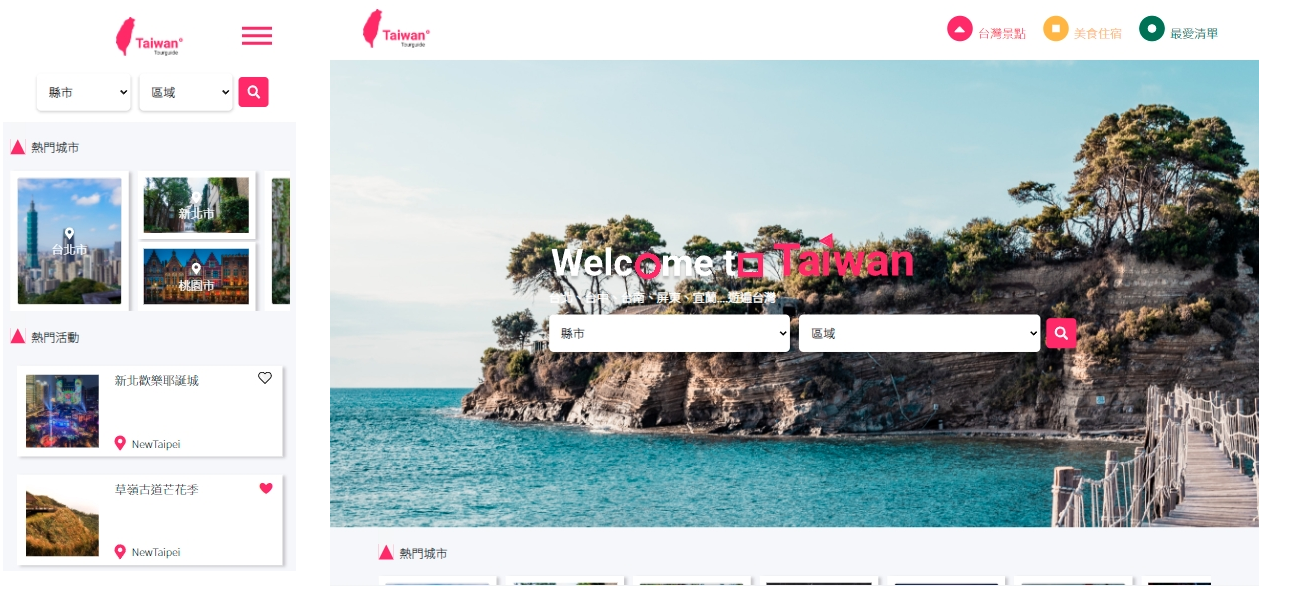 Taiwan
Tourguide
縣市
區域
熱門城市
台北市
新北市
桃園市
熱門活動
新北歡樂耶誕城
NewTaipei
草嶺古道芒花季
NewTaipei
Taiwan
Tourguide
台灣景點
美食住宿
最愛清單
Welcome to Taiwan
台北、台中、台南、屏東、宜蘭...遊遍台灣
縣市
區域
熱門城市